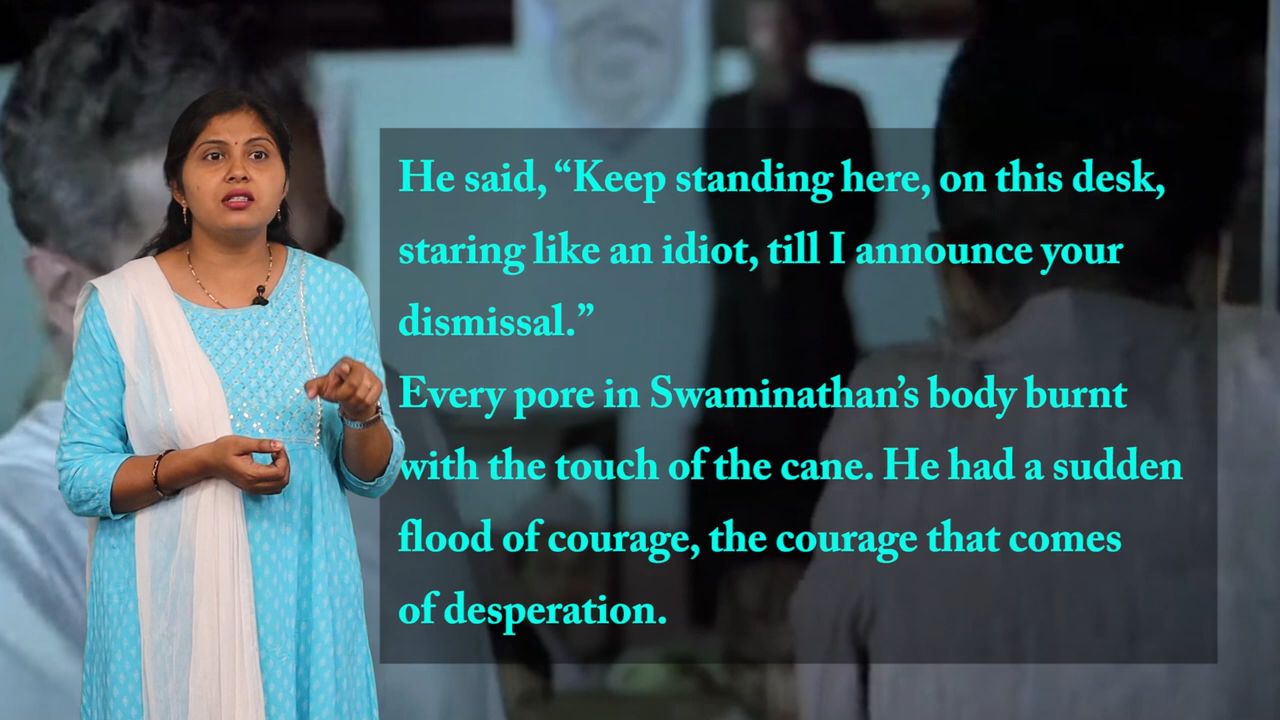 He said, “Keep standing here, on this desk,
staring like an idiot, till I announce your
dismissal.”
Every pore in Swaminathan’s body burnt
with the touch of the cane. He had a sudden
flood of courage, the courage that comes
of desperation.